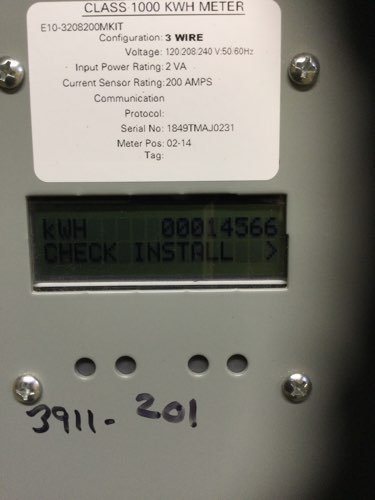 CLASS 1000 KWH METER
E10-3208200MKIT
Configuration: 3 WIRE
Voltage: 120:208:240 V:50:60Hz
Input Power Rating: 2 VA
Current Sensor Rating: 200 AMPS
Communication
Protocol:
Serial No: 1849TMAJ0231
Meter Pos: 02-14
Tag:
kWH 00014566
CHECK INSTALL >
3911- 201